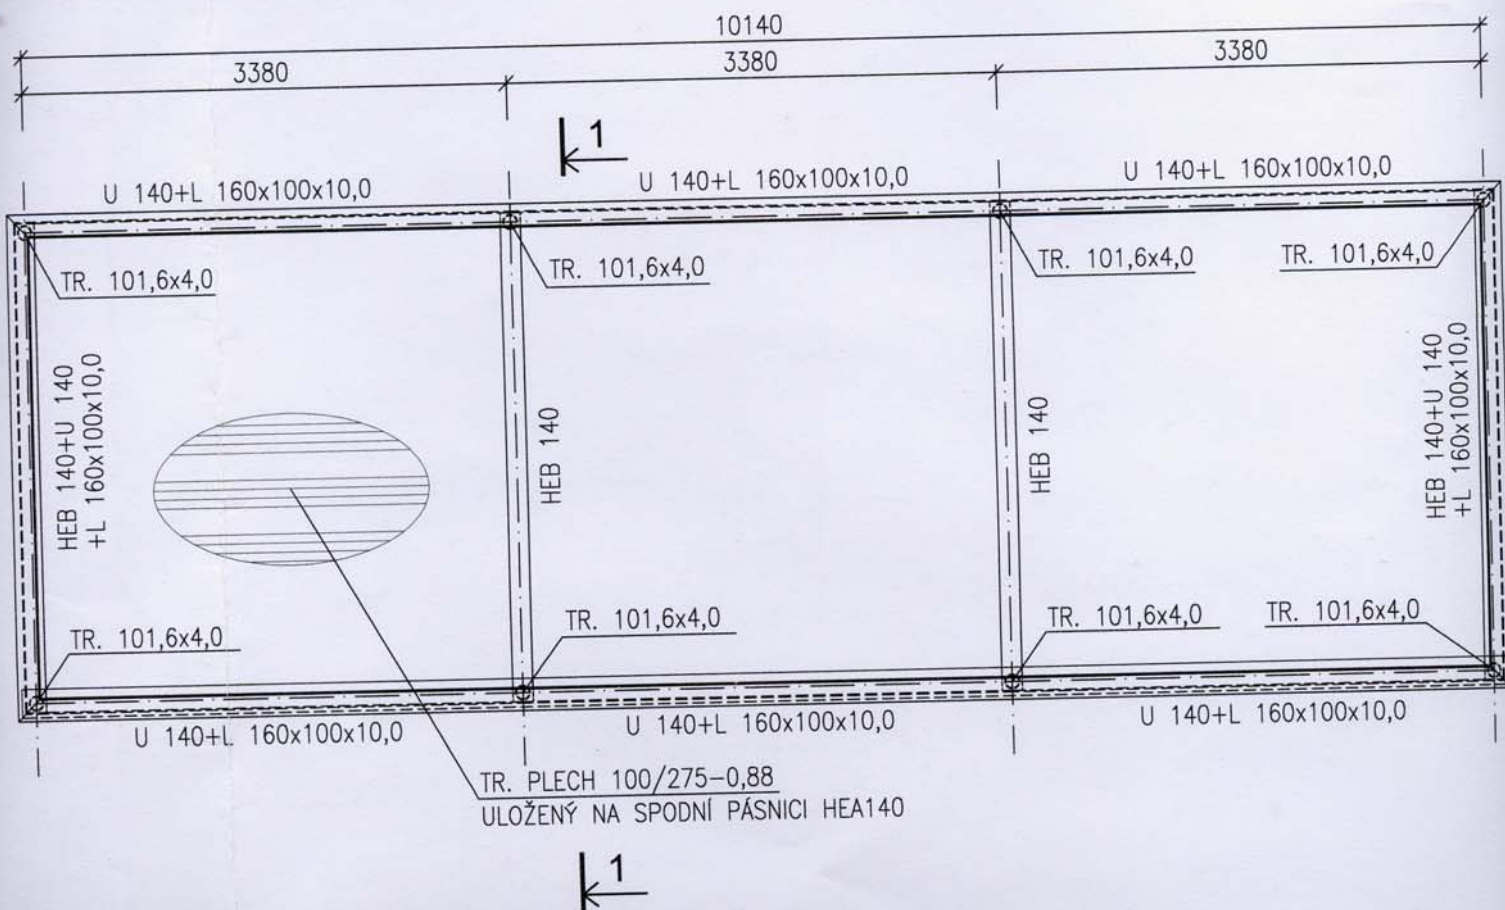 10140
3380
3380
3380
1
U 140+L 160x100x10,0
U 140+L 160x100x10,0
U 140+L 160x100x10,0
TR. 101,6x4,0
TR. 101,6x4,0
TR. 101,6x4,0
TR. 101,6x4,0
HEB 140+U 140
+L 160x100x10,0
HEB 140
HEB 140
HEB 140+U 140
+L 160x100x10,0
TR. 101,6x4,0
TR. 101,6x4,0
TR. 101,6x4,0
TR. 101,6x4,0
U 140+L 160x100x10,0
U 140+L 160x100x10,0
U 140+L 160x100x10,0
TR. PLECH 100/275-0,88
ULOŽENÝ NA SPODNÍ PÁSNICI HEA140
1